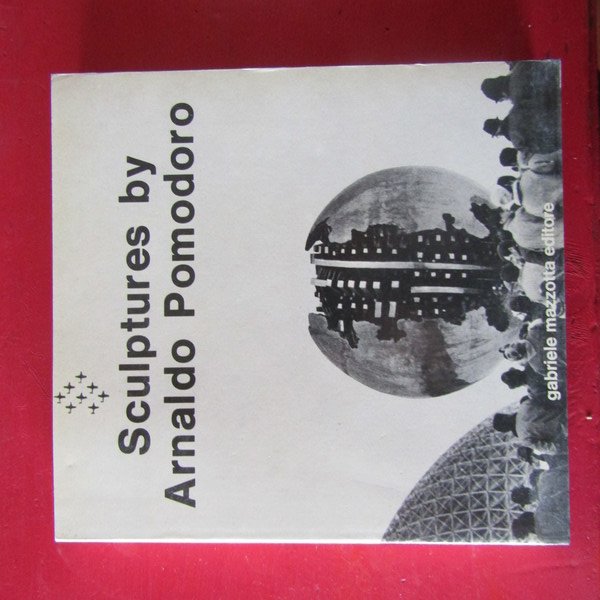 Sculptures by
Arnaldo Pomodoro
gabriele mazzotta editore